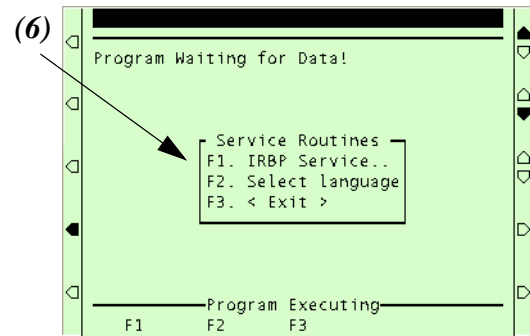 (6)
Program Waiting for Data!
Service Routines
F1. IRBP Service..
F2. Select language
F3. < Exit >
Program Executing
F1 F2 F3